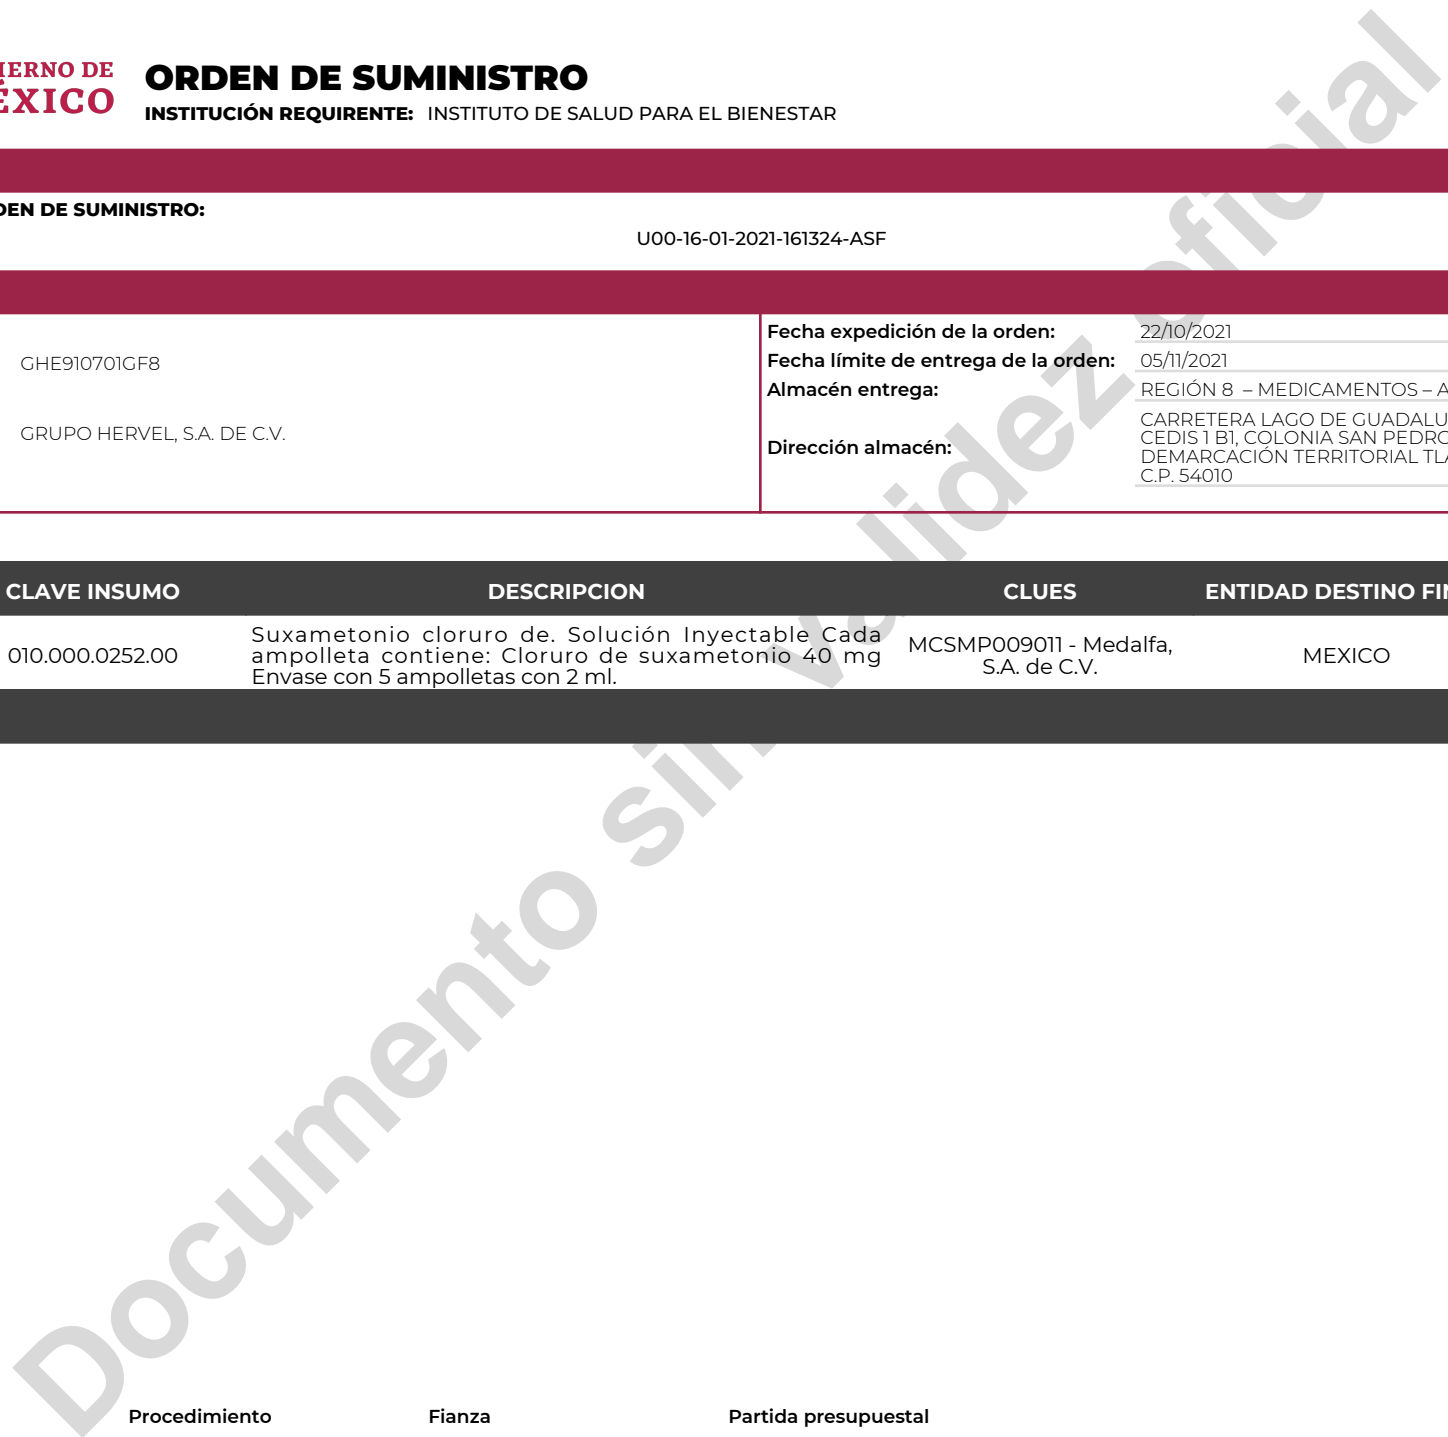 IERNO DE
ÉXICO
ORDEN DE SUMINISTRO
INSTITUCIÓN REQUIRENTE: INSTITUTO DE SALUD PARA EL BIENESTAR
DEN DE SUMINISTRO:
U00-16-01-2021-161324-ASF
GHE910701GF8
GRUPO HERVEL, S.A. DE C.V.
Fecha expedición de la orden: 22/10/2021
Fecha límite de entrega de la orden: 05/11/2021
Almacén entrega: REGIÓN 8 – MEDICAMENTOS – A
Dirección almacén:
CARRETERA LAGO DE GUADALU
CEDIS 1 B1, COLONIA SAN PEDRO
DEMARCACIÓN TERRITORIAL TLA
C.P. 54010
CLAVE INSUMO DESCRIPCION CLUES ENTIDAD DESTINO FIN
010.000.0252.00
Suxametonio cloruro de. Solución Inyectable Cada
ampolleta contiene: Cloruro de suxametonio 40 mg
Envase con 5 ampolletas con 2 ml.
MCSMP009011 - Medalfa,
S.A. de C.V.
MEXICO
Documento sin validez oficial
Procedimiento Fianza Partida presupuestal